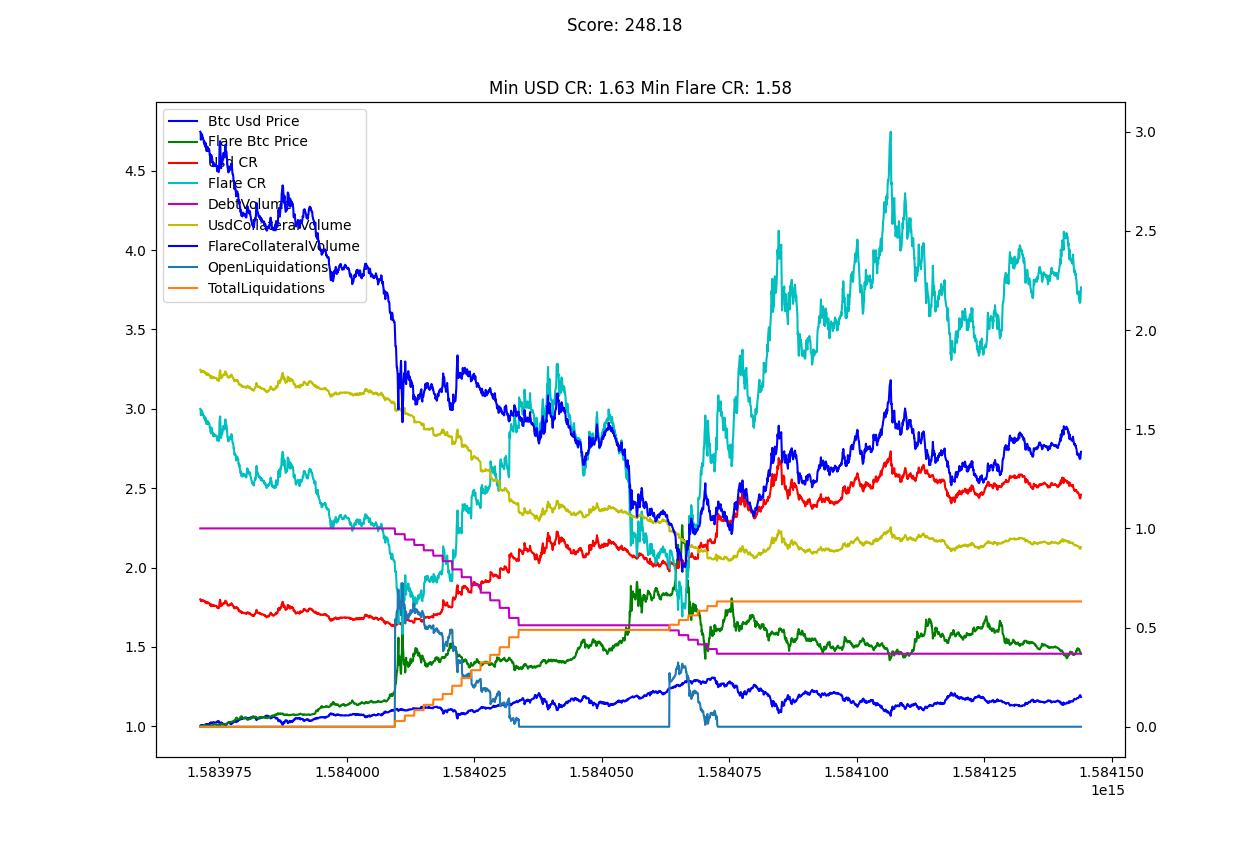 Score: 248.18
Min USD CR: 1.63 Min Flare CR: 1.58
Btc Usd Price
Flare Btc Price
Usd CR
Flare CR
DebtVolume
UsdCollateralVolume
FlareCollateralVolume
OpenLiquidations
TotalLiquidations
4.5
4.0
3.5
3.0
2.5
2.0
1.5
1.0
3.0
2.5
2.0
1.5
1.0
0.5
0.0
1.583975 1.584000 1.584025 1.584050 1.584075 1.584100 1.584125 1.584150
1e15